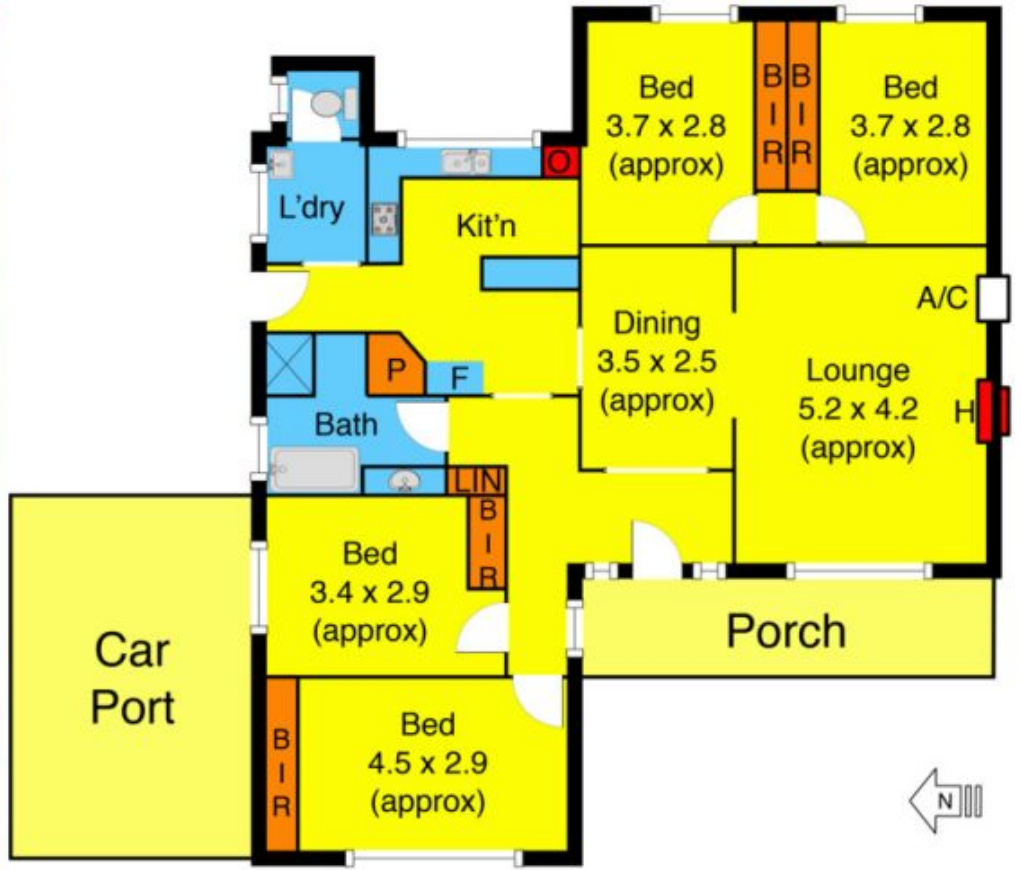 Bed
3.7 x 2.8
(approx)
B
I
R
B
I
R
Bed
3.7 x 2.8
(approx)
L'dry
O
Kit'n
A/C
Dining
3.5 x 2.5
(approx)
Lounge
5.2 x 4.2
(approx)
H
P
F
Bath
LIN
B
I
R
Bed
3.4 x 2.9
(approx)
Porch
Car
Port
B
I
R
Bed
4.5 x 2.9
(approx)
N